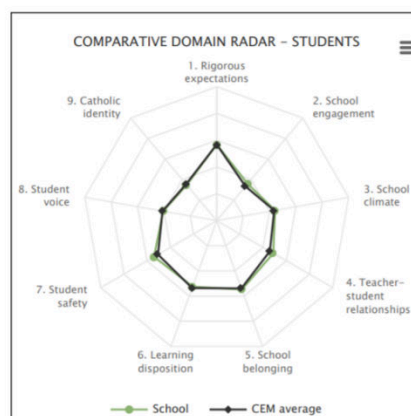 COMPARATIVE DOMAIN RADAR – STUDENTS
1. Rigorous
expectations
2. School
engagement
3. School
climate
4. Teacher-
student
relationships
5. School
belonging
6. Learning
disposition
7. Student
safety
8. Student
voice
9. Catholic
identity
School
CEM average